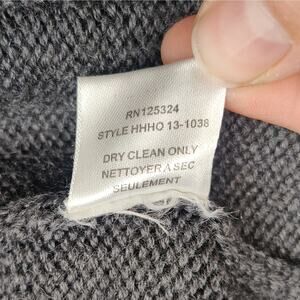 RN125324
STYLE HHHO 13-1038
DRY CLEAN ONLY
NETTOYER A SEC
SEULEMENT